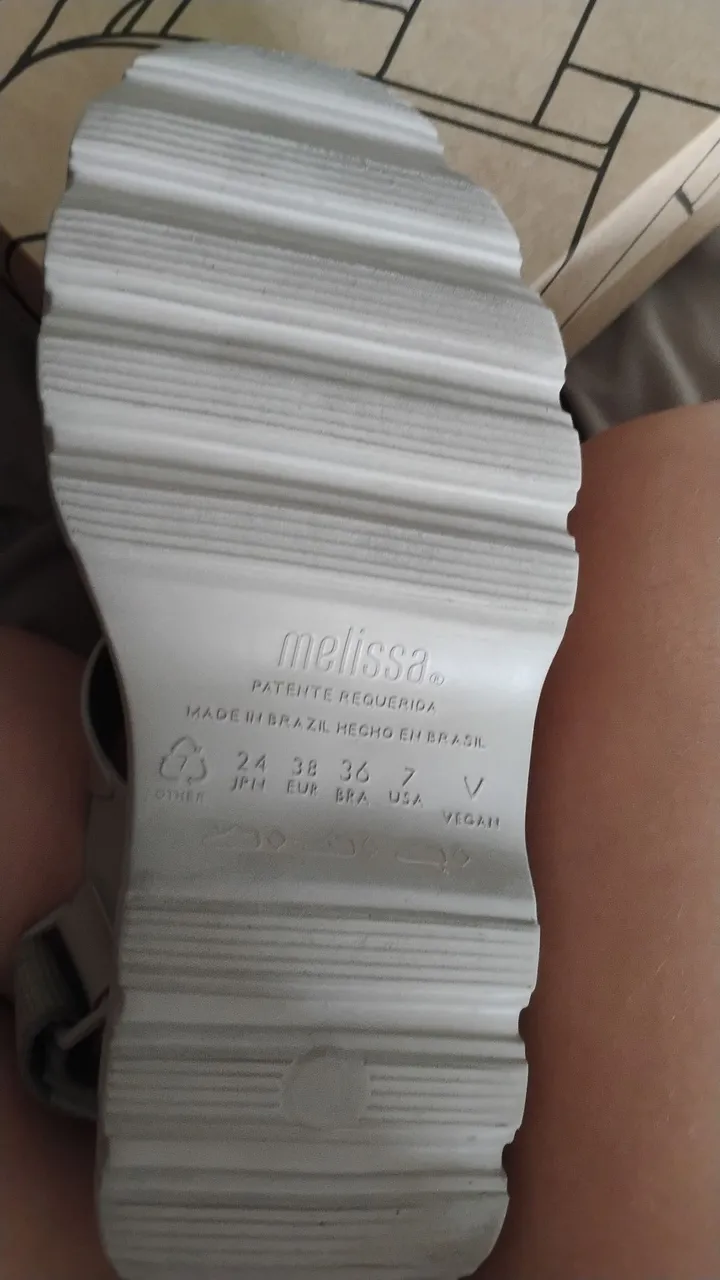 melissa®
PATENTE REQUERIDA
MADE IN BRAZIL HECHO EN BRASIL
7 24 38 36 7 V
OTHER JPN EUR BRA USA VEGAN